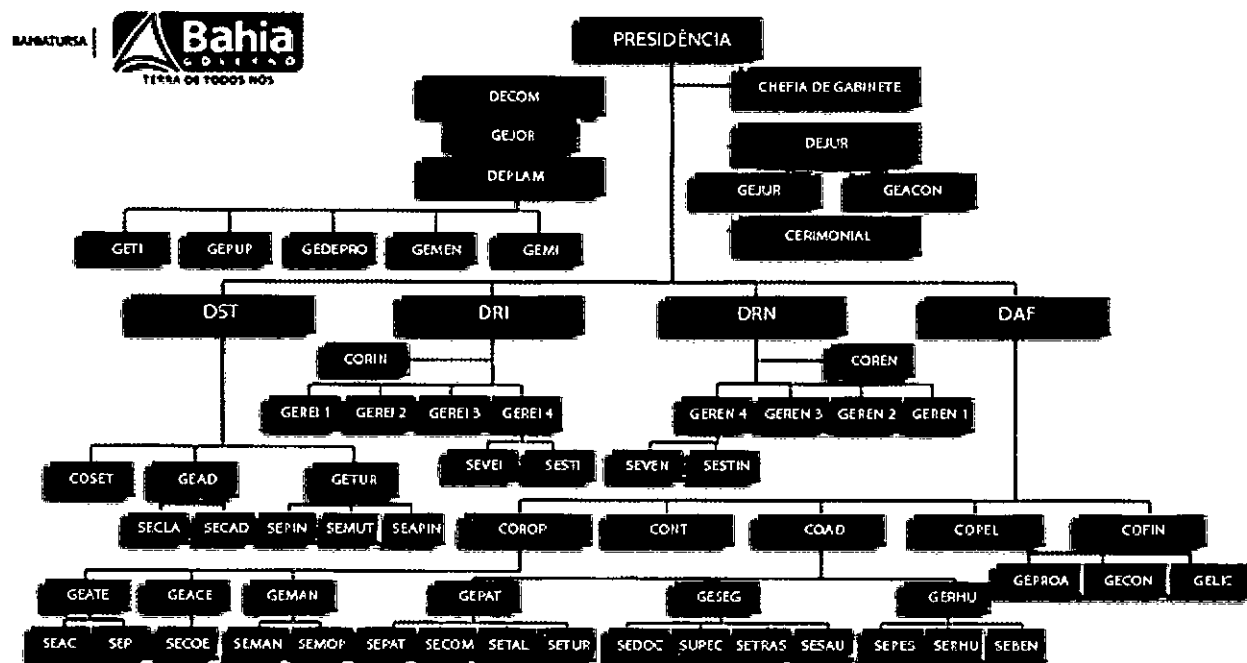 BAHIATURSA
Bahia
GOVERNO
TERRA DE TODOS NÓS
PRESIDÊNCIA
CHEFIA DE GABINETE
DECOM
GEJOR
DEJUR
DEPLAM
GEJUR GEACON
CERIMONIAL
GETI GEPUP GEDEPRO GEMEN GEMI
DST DRI DRN DAF
CORIN COREN
GEREI 1 GEREI 2 GEREI 3 GEREI 4 GEREN 4 GEREN 3 GEREN 2 GEREN 1
COSET GEAD GETUR SEVEI SESTI SEVEN SESTIN
SECLA SECAD SEPIN SEMUT SEAPIN COROP CONT COAD COPEL COFIN
GEPROA GECON GELIC
GEATE GEACE GEMAN GEPAT GESEG GERHU
SEAC SEP SECOE SEMAN SEMOP SEPAT SECOM SETAL SETUR SEDOC SUPEC SETRAS SESAU SEPES SERHU SEBEN